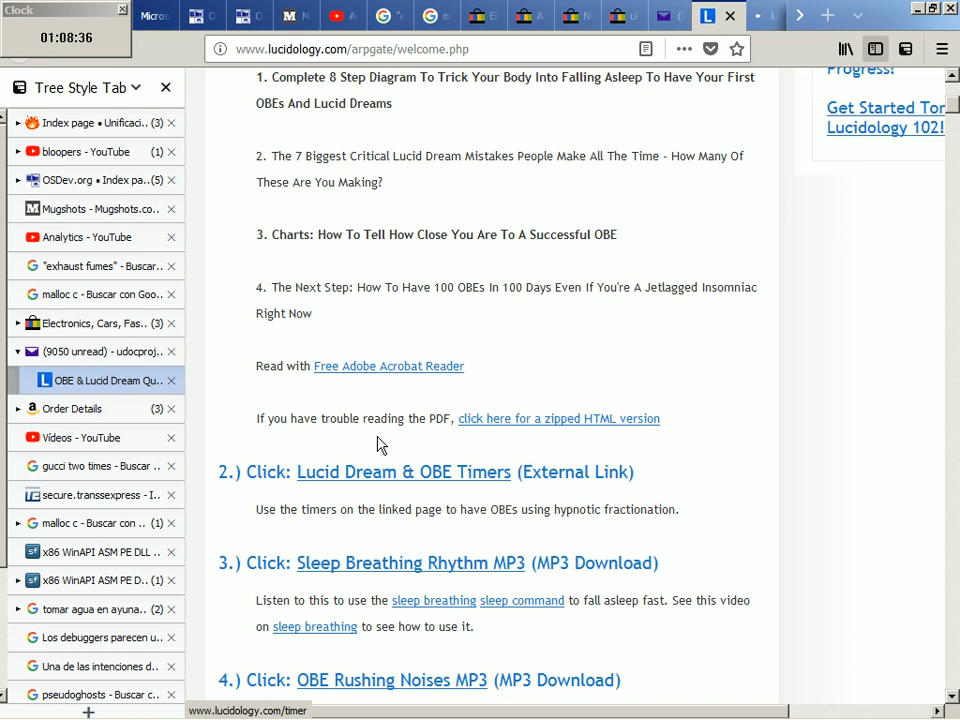 Clock
01:08:36
Micros
M
www.lucidology.com/arpgate/welcome.php
Tree Style Tab
Index page • Unificaci.. (3)
bloopers - YouTube (1)
OSDev.org • Index pa..(5)
Mugshots - Mugshots.co..
Analytics - YouTube
"exhaust fumes" - Buscar..
malloc c - Buscar con Goo..
Electronics, Cars, Fas.. (3)
(9050 unread) - udocproj..
OBE & Lucid Dream Qu..
Order Details (3)
Vídeos - YouTube
gucci two times - Buscar ..
secure.transsexpress - I..
malloc c - Buscar con .. (1)
x86 WinAPI ASM PE DLL ..
x86 WinAPI ASM PE D.. (1)
tomar agua en ayuna.. (2)
Los debuggers parecen u..
Una de las intenciones d..
pseudoghosts - Buscar c..
1. Complete 8 Step Diagram To Trick Your Body Into Falling Asleep To Have Your First
OBEs And Lucid Dreams
2. The 7 Biggest Critical Lucid Dream Mistakes People Make All The Time - How Many Of
These Are You Making?
3. Charts: How To Tell How Close You Are To A Successful OBE
4. The Next Step: How To Have 100 OBEs In 100 Days Even If You're A Jetlagged Insomniac
Right Now
Read with Free Adobe Acrobat Reader
If you have trouble reading the PDF, click here for a zipped HTML version
2.) Click: Lucid Dream & OBE Timers (External Link)
Use the timers on the linked page to have OBEs using hypnotic fractionation.
3.) Click: Sleep Breathing Rhythm MP3 (MP3 Download)
Listen to this to use the sleep breathing sleep command to fall asleep fast. See this video
on sleep breathing to see how to use it.
4.) Click: OBE Rushing Noises MP3 (MP3 Download)
Progress!
Get Started Tor
Lucidology 102!
www.lucidology.com/timer